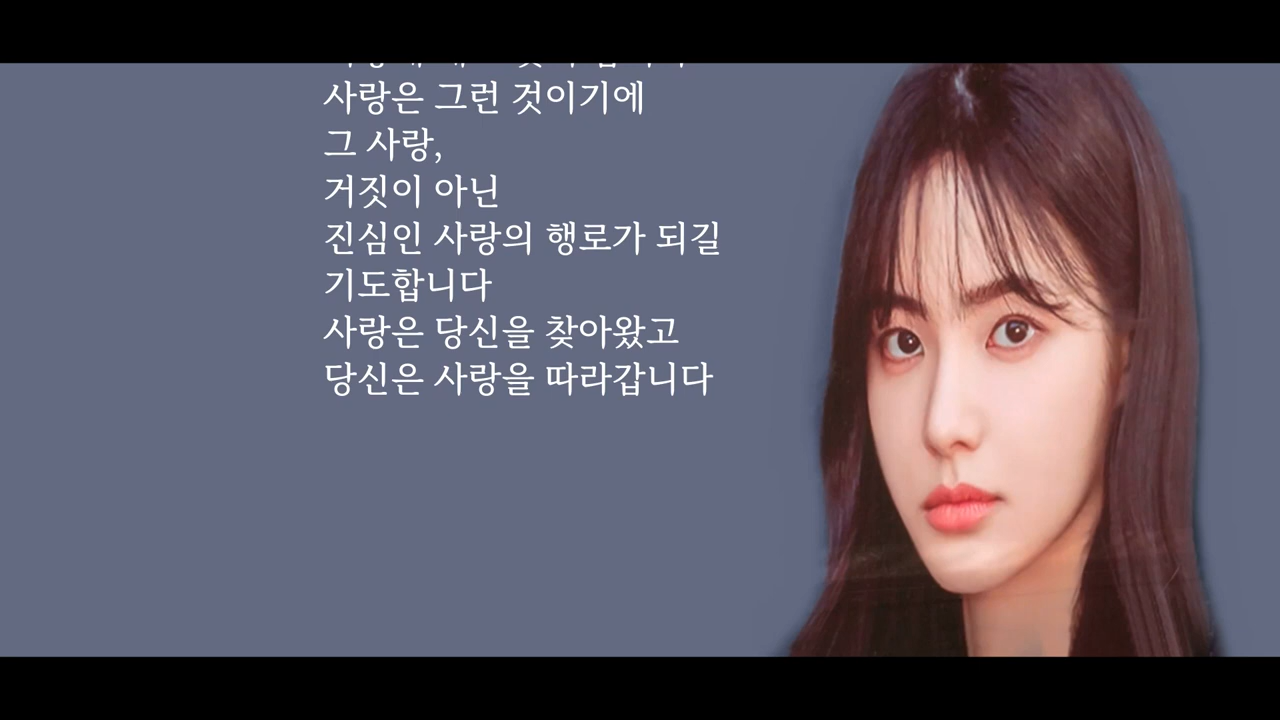 사랑은 그런 것이기에
그 사랑,
거짓이 아닌
진심인 사랑의 행로가 되길
기도합니다
사랑은 당신을 찾아왔고
당신은 사랑을 따라갑니다